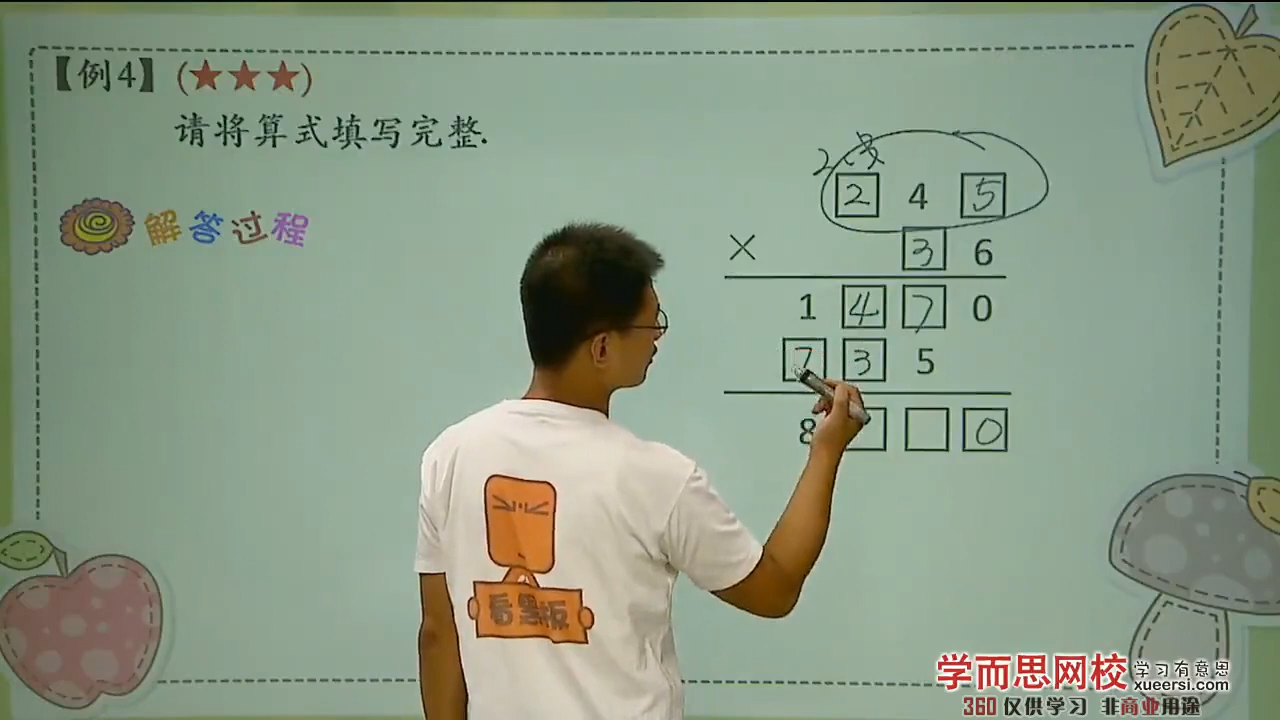 【例4】(★★★)
请将算式填写完整.
解答过程
2
2 4 5
× 3 6
1 4 7 0
7 3 5
8 0
看黑板
学而思网校 学习有意思
xueersi.com
360 仅供学习 非商业用途